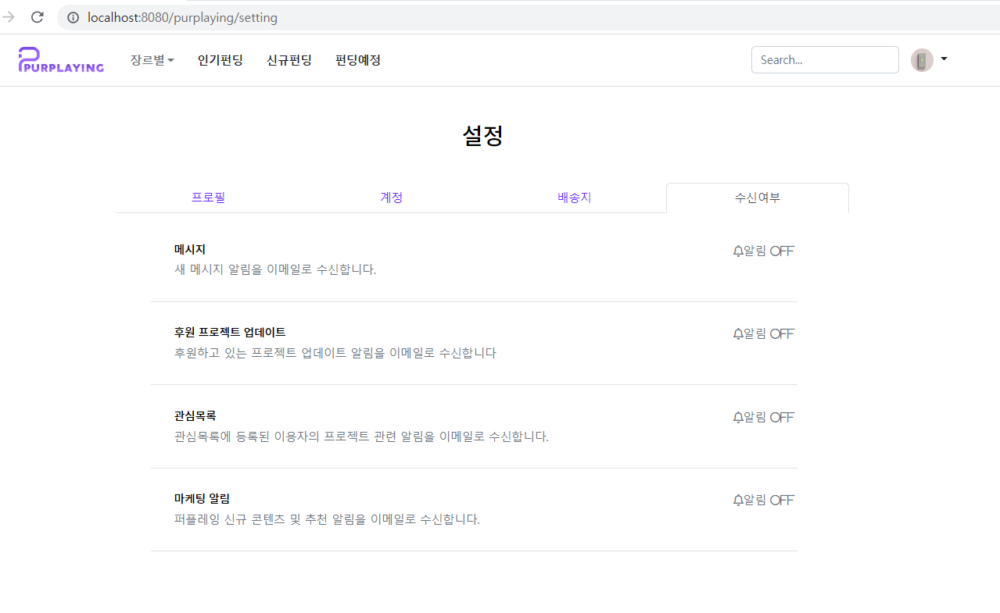 localhost:8080/purplaying/setting
PURPLAYING 장르별 인기펀딩 신규펀딩 펀딩예정 Search...
설정
프로필 계정 배송지 수신여부
메시지 알림 OFF
새 메시지 알림을 이메일로 수신합니다.
후원 프로젝트 업데이트 알림 OFF
후원하고 있는 프로젝트 업데이트 알림을 이메일로 수신합니다
관심목록 알림 OFF
관심목록에 등록된 이용자의 프로젝트 관련 알림을 이메일로 수신합니다.
마케팅 알림 알림 OFF
퍼플레잉 신규 콘텐츠 및 추천 알림을 이메일로 수신합니다.